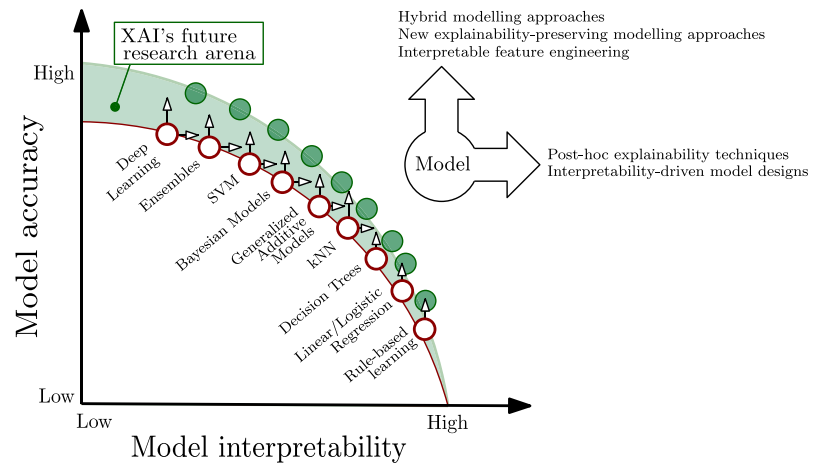 Hybrid modelling approaches
New explainability-preserving modelling approaches
Interpretable feature engineering
XAI's future
research arena
High
Model
Post-hoc explainability techniques
Interpretability-driven model designs
Model accuracy
Deep
Learning
Ensembles
SVM
Bayesian Models
Generalized
Additive
Models
kNN
Decision Trees
Linear/Logistic
Regression
Rule-based
learning
Low
Low
High
Model interpretability